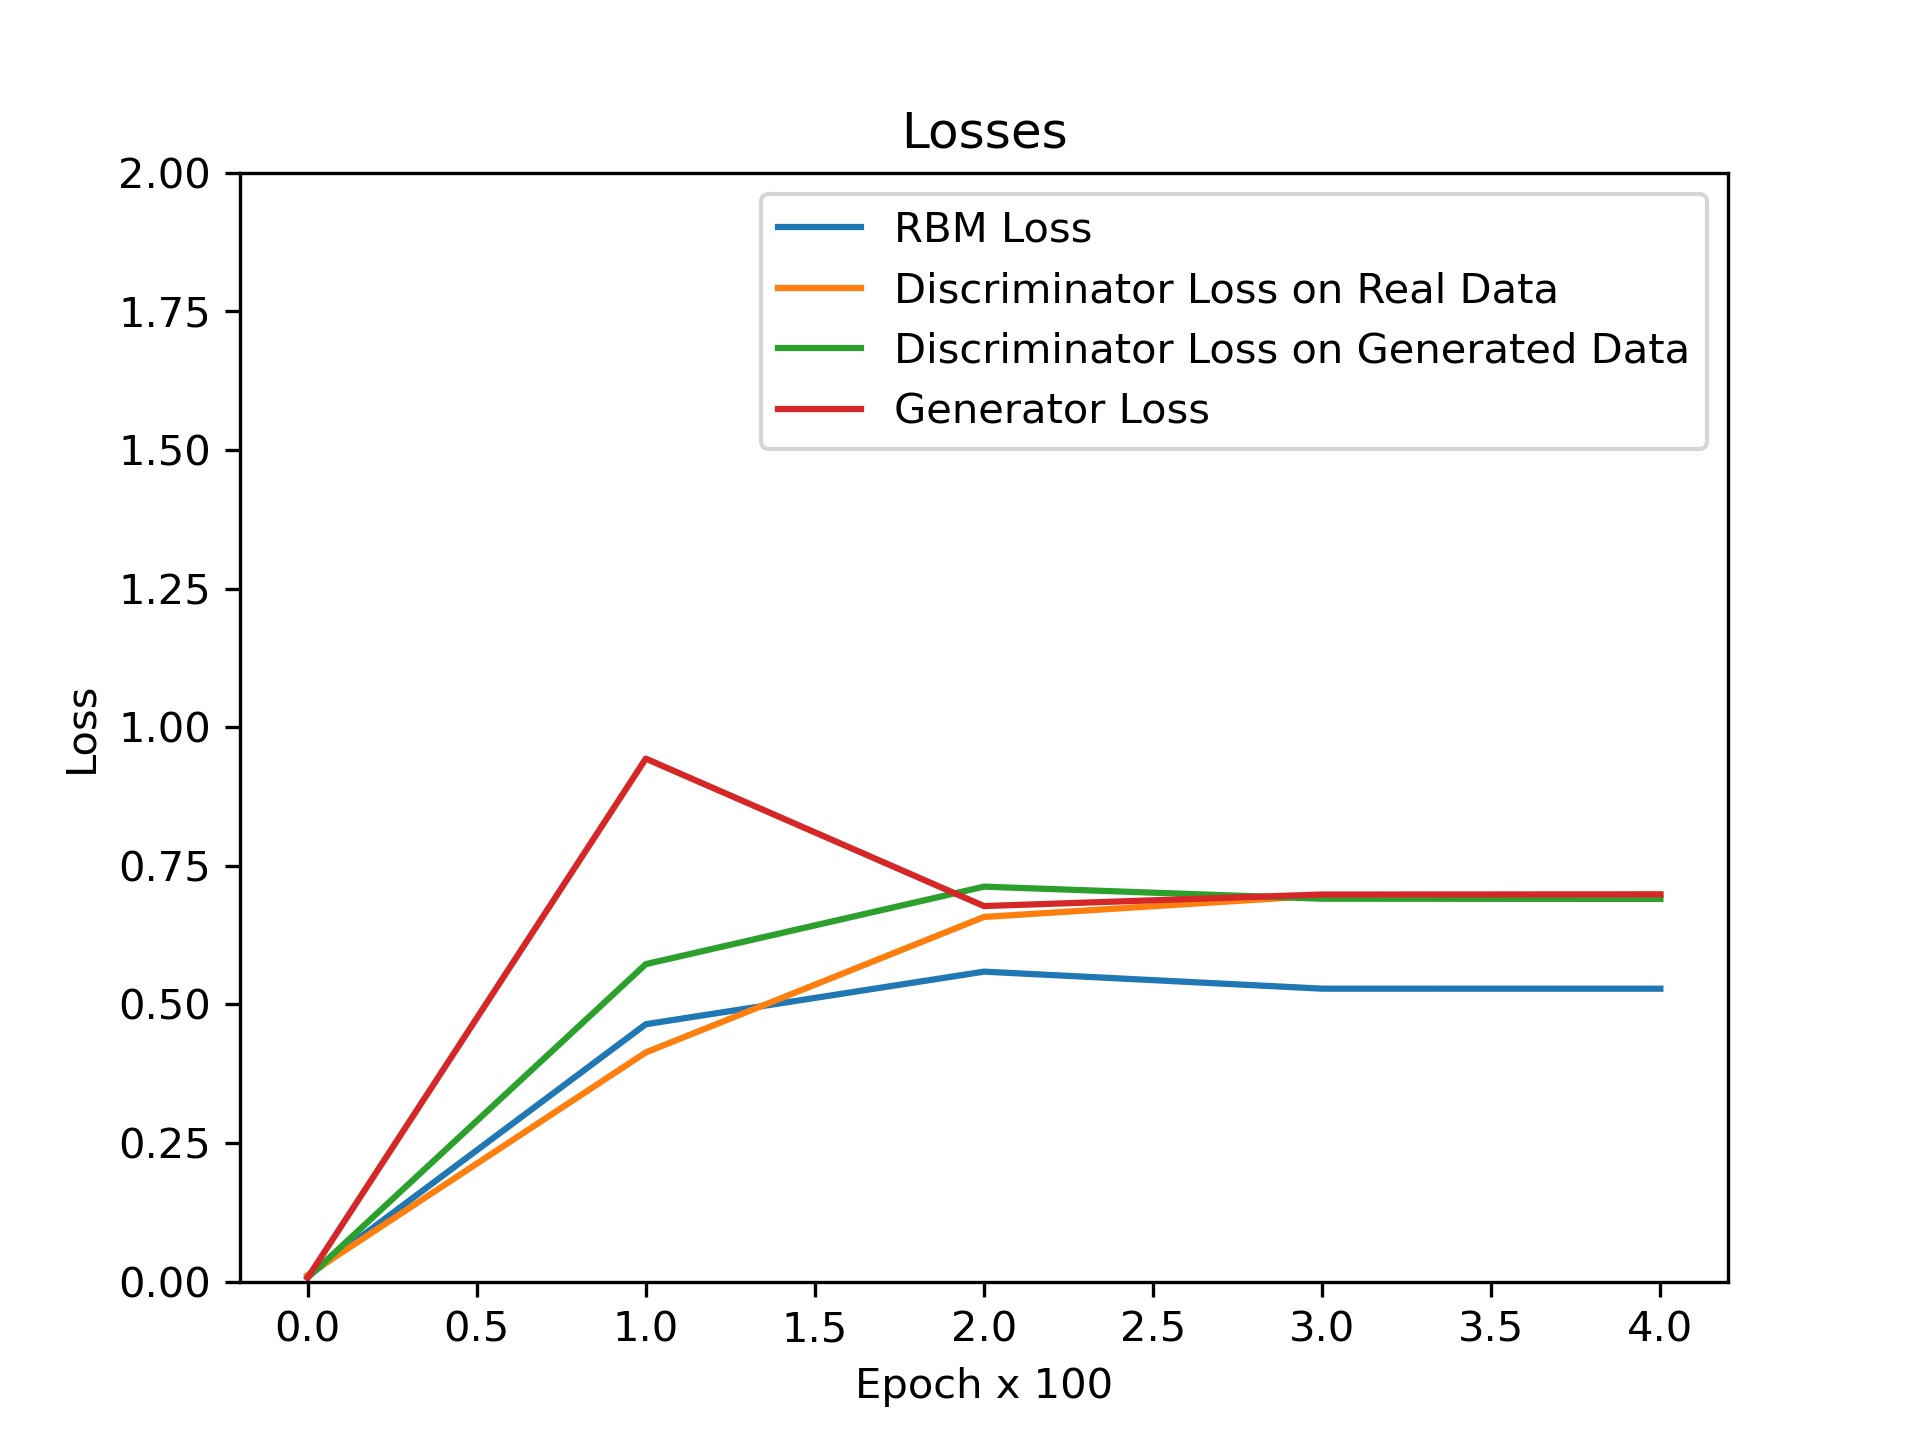 Losses
2.00
1.75
1.50
1.25
1.00
0.75
0.50
0.25
0.00
Loss
RBM Loss
Discriminator Loss on Real Data
Discriminator Loss on Generated Data
Generator Loss
0.0 0.5 1.0 1.5 2.0 2.5 3.0 3.5 4.0
Epoch x 100